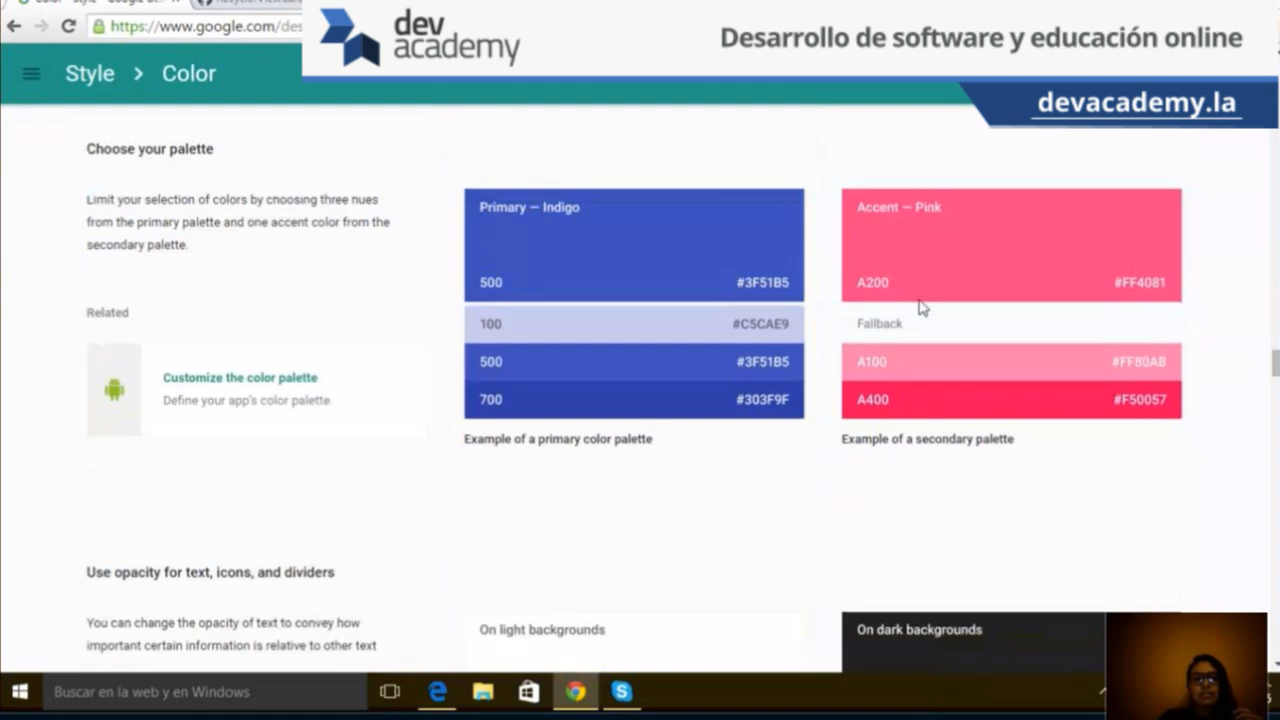 https://www.google.com/des
dev
academy
Desarrollo de software y educación online
devacademy.la
Style > Color
Choose your palette
Limit your selection of colors by choosing three hues
from the primary palette and one accent color from the
secondary palette.
Related
Customize the color palette
Define your app's color palette
Primary — Indigo
500 #3F51B5
100 #C5CAE9
500 #3F51B5
700 #303F9F
Example of a primary color palette
Accent — Pink
A200 #FF4081
Fallback
A100 #FF80AB
A400 #F50057
Example of a secondary palette
Use opacity for text, icons, and dividers
You can change the opacity of text to convey how
important certain information is relative to other text
On light backgrounds
On dark backgrounds
Buscar en la web y en Windows